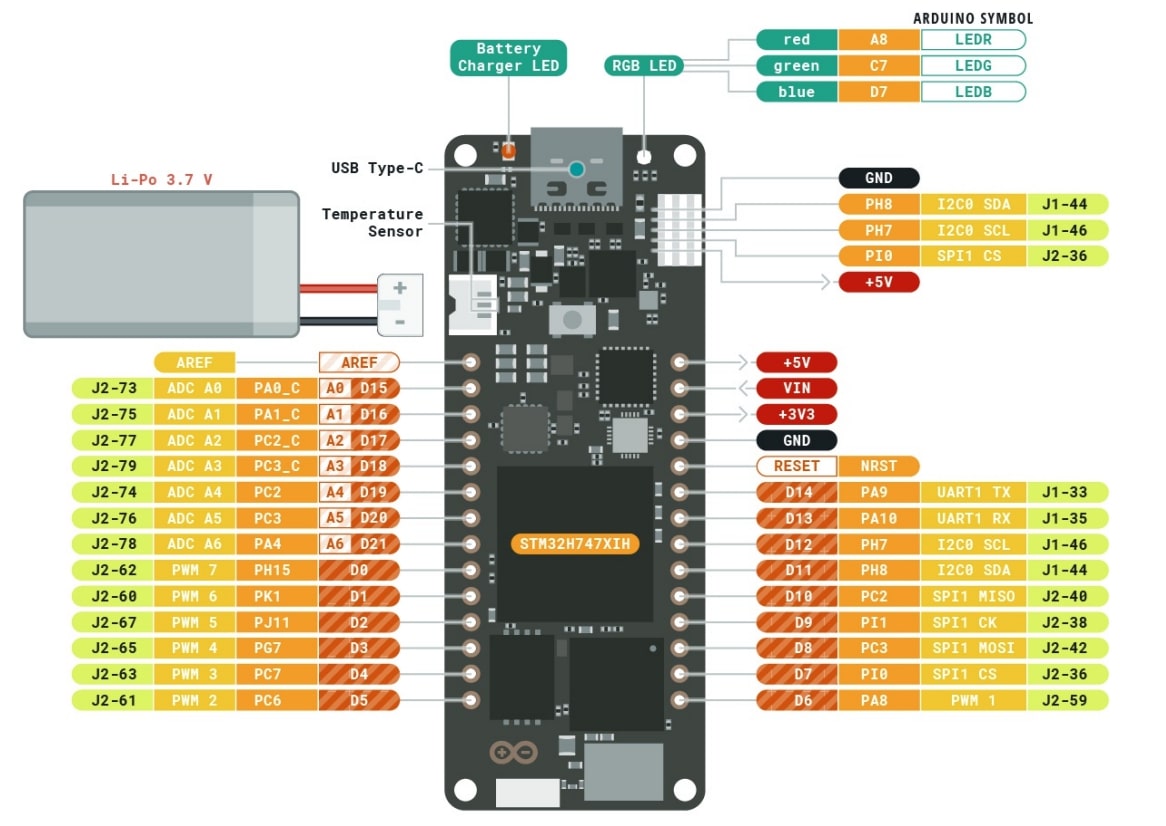 ARDUINO SYMBOL
red A8 LEDR
green C7 LEDG
blue D7 LEDB
Battery
Charger LED
RGB LED
USB Type-C
Temperature
Sensor
Li-Po 3.7 V
+
-
GND
PH8 I2C0 SDA J1-44
PH7 I2C0 SCL J1-46
PI0 SPI1 CS J2-36
+5V
AREF AREF
J2-73 ADC A0 PA0_C A0 D15
J2-75 ADC A1 PA1_C A1 D16
J2-77 ADC A2 PC2_C A2 D17
J2-79 ADC A3 PC3_C A3 D18
J2-74 ADC A4 PC2 A4 D19
J2-76 ADC A5 PC3 A5 D20
J2-78 ADC A6 PA4 A6 D21
J2-62 PWM 7 PH15 D0
J2-60 PWM 6 PK1 D1
J2-67 PWM 5 PJ11 D2
J2-65 PWM 4 PG7 D3
J2-63 PWM 3 PC7 D4
J2-61 PWM 2 PC6 D5
STM32H747XIH
+5V
VIN
+3V3
GND
RESET NRST
D14 PA9 UART1 TX J1-33
D13 PA10 UART1 RX J1-35
D12 PH7 I2C0 SCL J1-46
D11 PH8 I2C0 SDA J1-44
D10 PC2 SPI1 MISO J2-40
D9 PI1 SPI1 CK J2-38
D8 PC3 SPI1 MOSI J2-42
D7 PI0 SPI1 CS J2-36
D6 PA8 PWM 1 J2-59